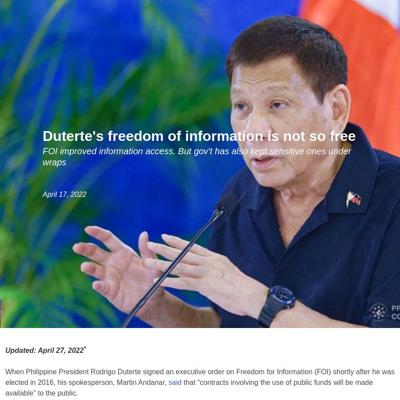 Duterte's freedom of information is not so free
FOI improved information access. But gov't has also kept sensitive ones under
wraps
April 17, 2022
Updated: April 27, 2022*
When Philippine President Rodrigo Duterte signed an executive order on Freedom for Information (FOI) shortly after he was
elected in 2016, his spokesperson, Martin Andanar, said that “contracts involving the use of public funds will be made
available” to the public.